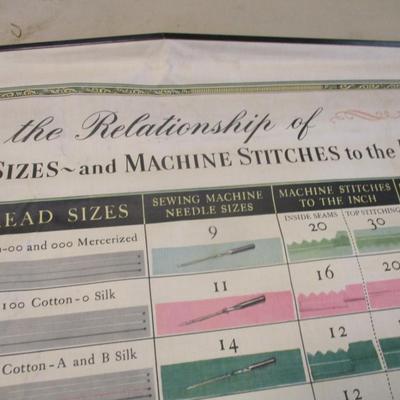 the Relationship of
SIZES~and MACHINE STITCHES to the
EAD SIZES
SEWING MACHINE
NEEDLE SIZES
MACHINE STITCHES
TO THE INCH
INSIDE SEAMS TOP STITCHING
-00 and 000 Mercerized
9
20
30
100 Cotton-0 Silk
11
16
20
Cotton-A and B Silk
14
12
12